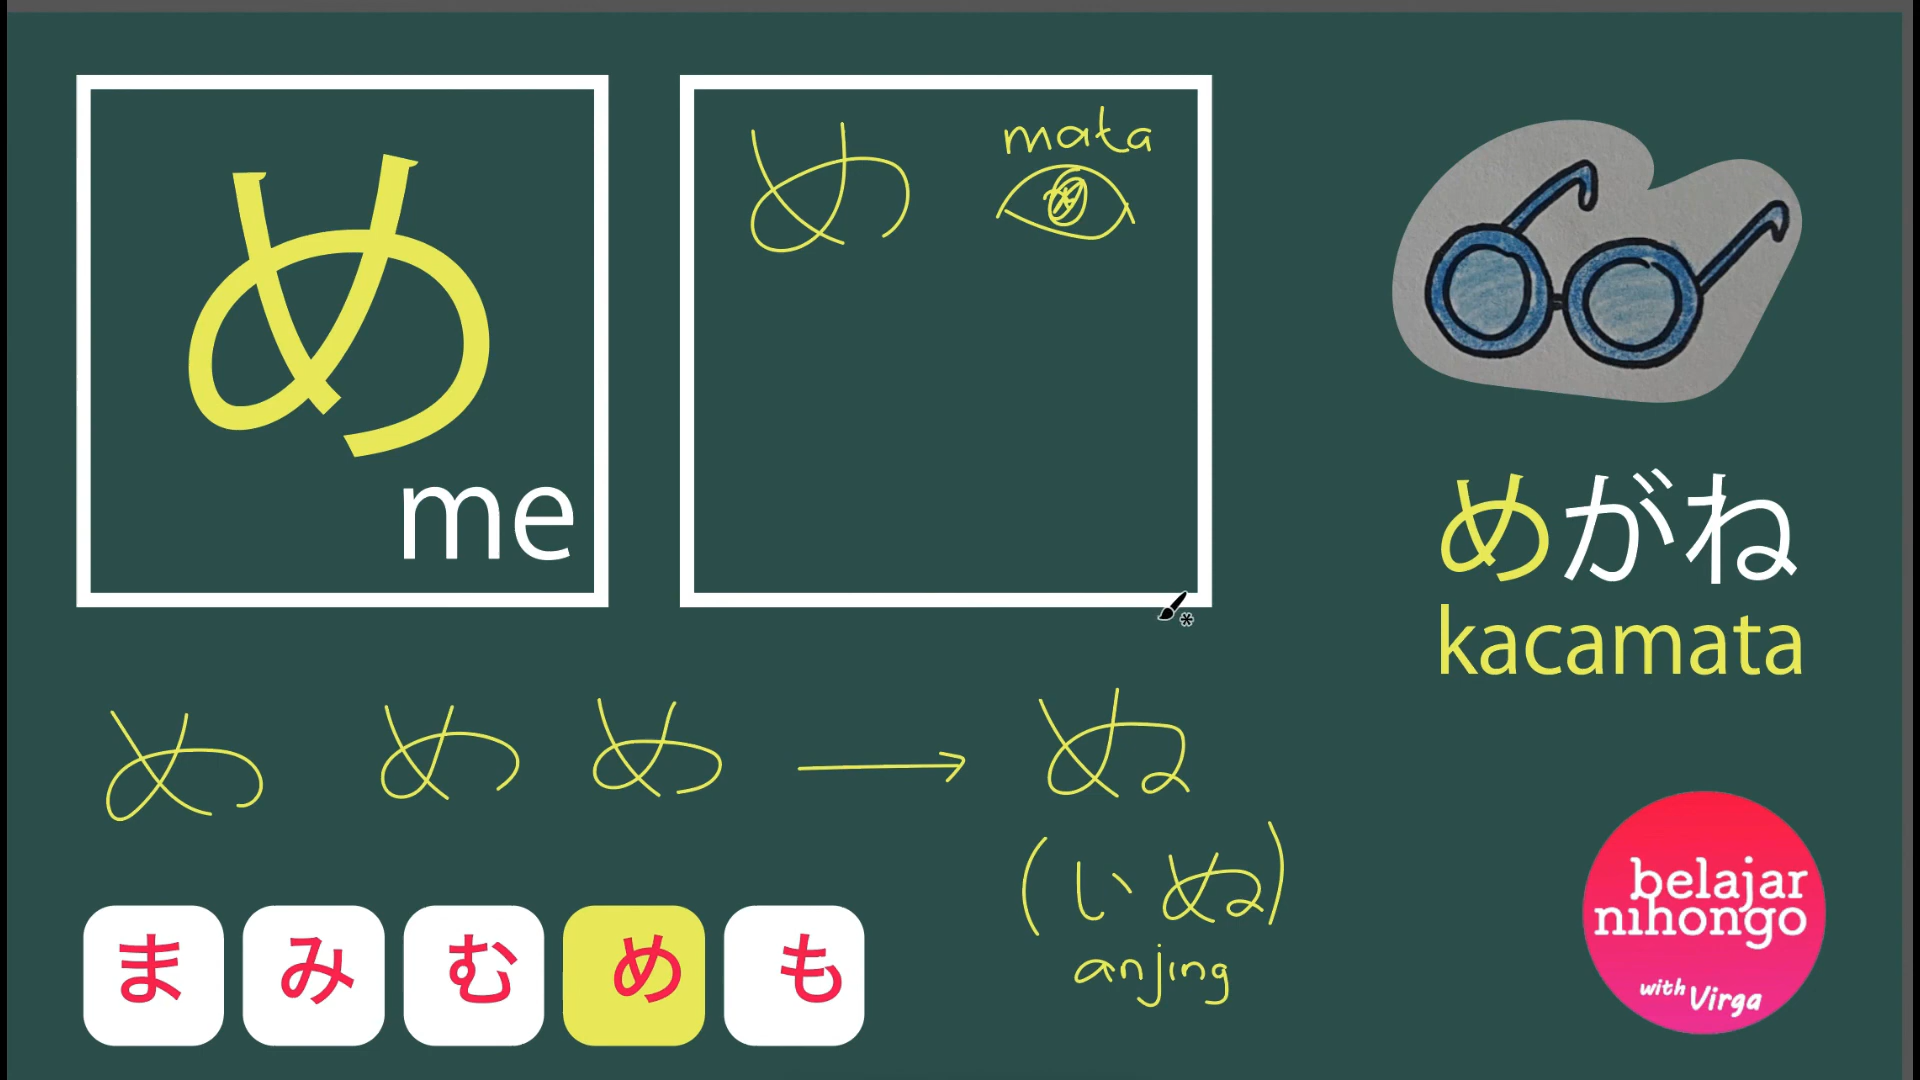 め
me
め mata
めがね
kacamata
め め め → ぬ
(いぬ)
anjing
ま み む め も
belajar
nihongo
with Virga